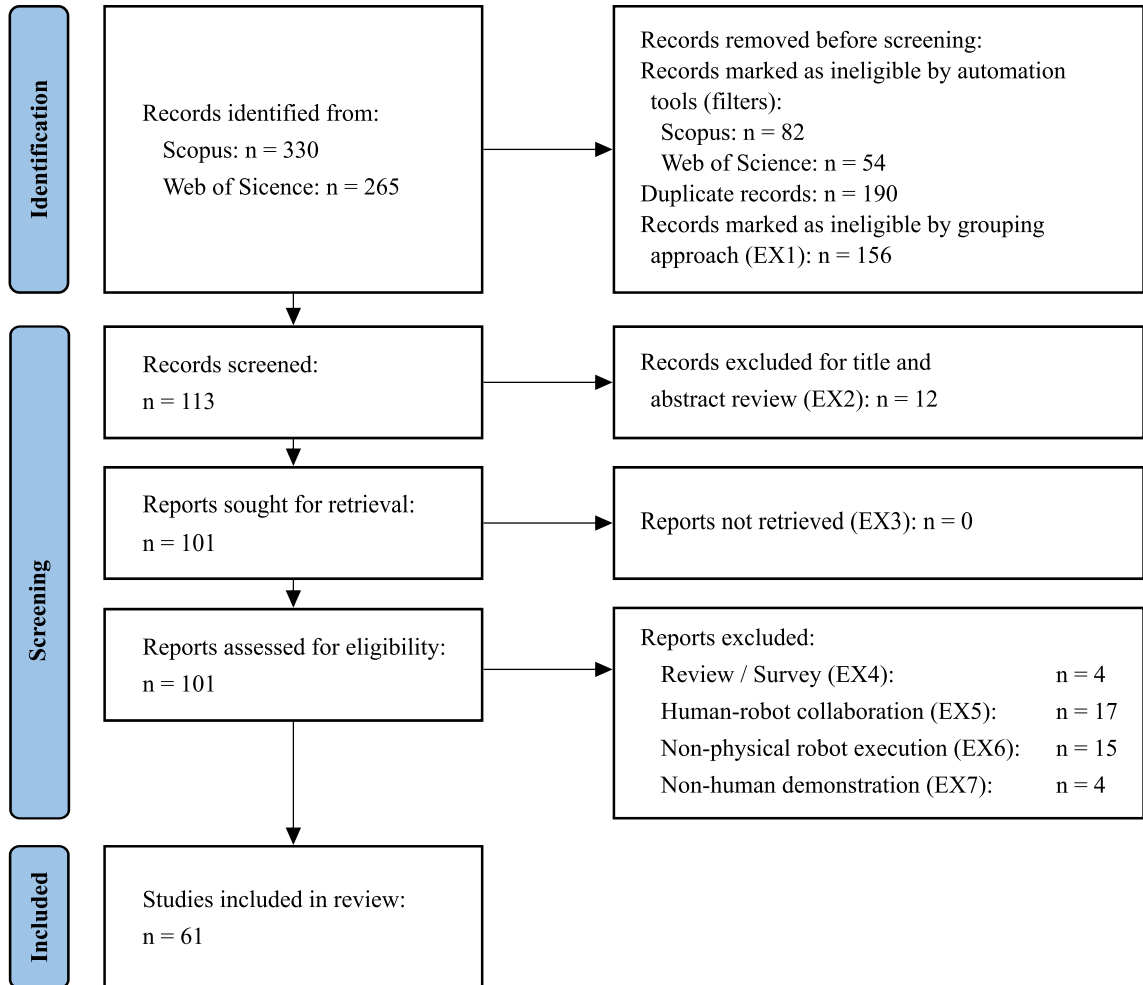 Identification
Records identified from:
Scopus: n = 330
Web of Sicence: n = 265
Records removed before screening:
Records marked as ineligible by automation
tools (filters):
Scopus: n = 82
Web of Science: n = 54
Duplicate records: n = 190
Records marked as ineligible by grouping
approach (EX1): n = 156
Screening
Records screened:
n = 113
Records excluded for title and
abstract review (EX2): n = 12
Reports sought for retrieval:
n = 101
Reports not retrieved (EX3): n = 0
Reports assessed for eligibility:
n = 101
Reports excluded:
Review / Survey (EX4): n = 4
Human-robot collaboration (EX5): n = 17
Non-physical robot execution (EX6): n = 15
Non-human demonstration (EX7): n = 4
Included
Studies included in review:
n = 61